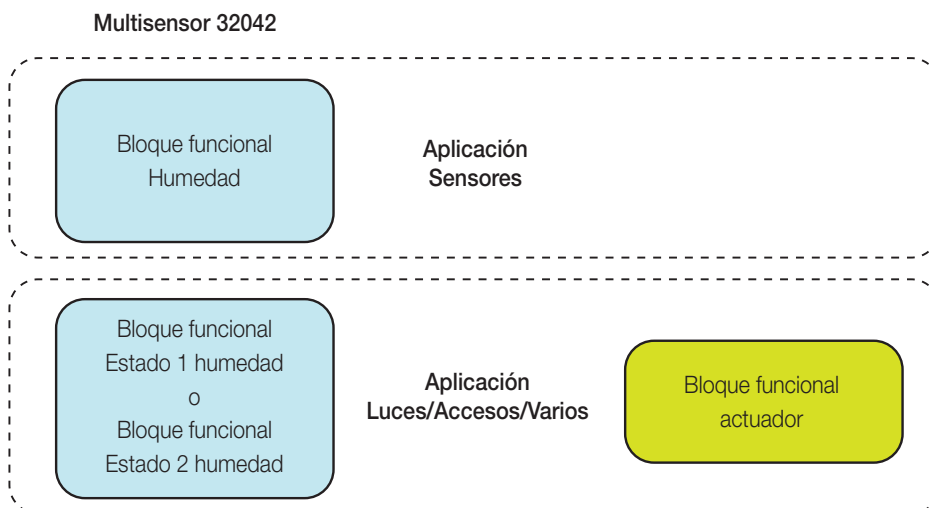 Multisensor 32042
Bloque funcional
Humedad
Aplicación
Sensores
Bloque funcional
Estado 1 humedad
o
Bloque funcional
Estado 2 humedad
Aplicación
Luces/Accesos/Varios
Bloque funcional
actuador